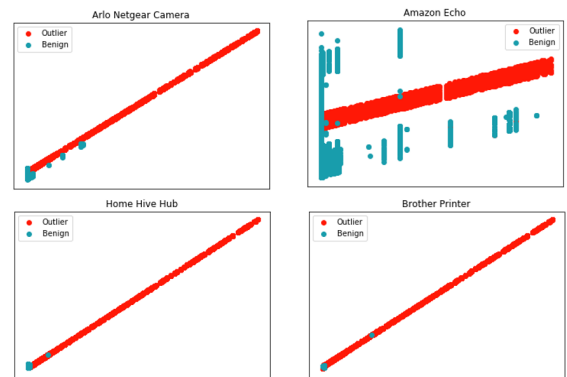 Arlo Netgear Camera
Outlier
Benign
Amazon Echo
Outlier
Benign
Home Hive Hub
Outlier
Benign
Brother Printer
Outlier
Benign